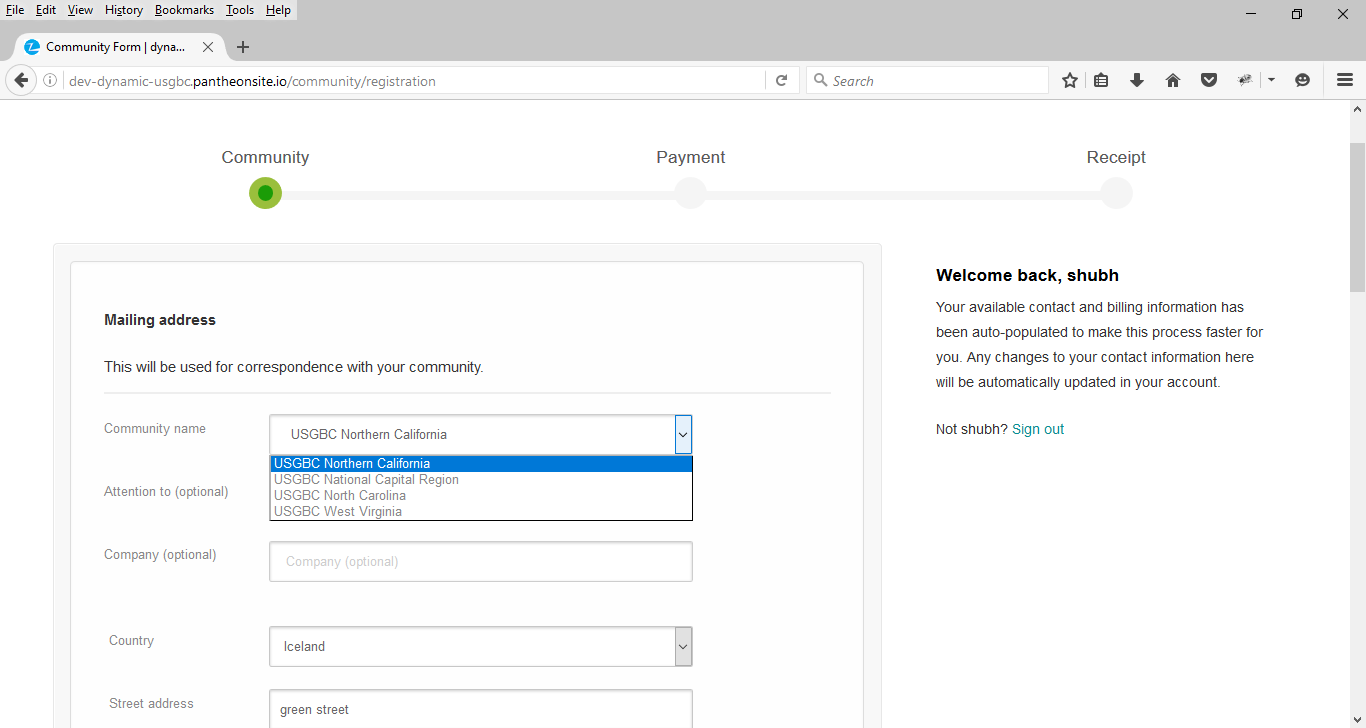 File Edit View History Bookmarks Tools Help
Community Form | dyna...
dev-dynamic-usgbc.pantheonsite.io/community/registration
Search
Community Payment Receipt
Mailing address
This will be used for correspondence with your community.
Community name
USGBC Northern California
USGBC Northern California
USGBC National Capital Region
USGBC North Carolina
USGBC West Virginia
Attention to (optional)
Company (optional)
Company (optional)
Country
Iceland
Street address
green street
Welcome back, shubh
Your available contact and billing information has
been auto-populated to make this process faster for
you. Any changes to your contact information here
will be automatically updated in your account.
Not shubh? Sign out